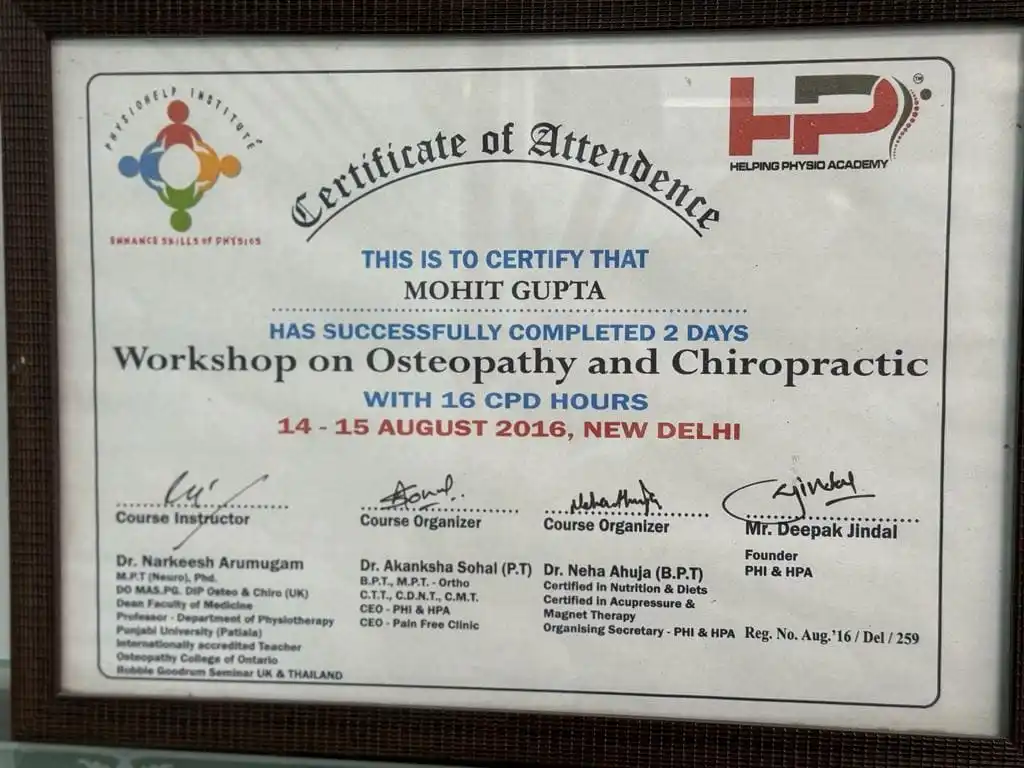 PHYSIOHELP INSTITUTE
ENHANCE SKILLS OF PHYSIOS
HP TM
HELPING PHYSIO ACADEMY
Certificate of Attendence
THIS IS TO CERTIFY THAT
MOHIT GUPTA
HAS SUCCESSFULLY COMPLETED 2 DAYS
Workshop on Osteopathy and Chiropractic
WITH 16 CPD HOURS
14 - 15 AUGUST 2016, NEW DELHI
Course Instructor
Dr. Narkeesh Arumugam
M.P.T (Neuro), Phd.
DO MAS.PG. DIP Osteo & Chiro (UK)
Dean Faculty of Medicine
Professor - Department of Physiotherapy
Punjabi University (Patiala)
Internationally accredited Teacher
Osteopathy College of Ontario
Bobble Goodrum Seminar UK & THAILAND
Course Organizer
Dr. Akanksha Sohal (P.T)
B.P.T., M.P.T. - Ortho
C.T.T., C.D.N.T., C.M.T.
CEO - PHI & HPA
CEO - Pain Free Clinic
Course Organizer
Dr. Neha Ahuja (B.P.T)
Certified in Nutrition & Diets
Certified in Acupressure &
Magnet Therapy
Organising Secretary - PHI & HPA
Mr. Deepak Jindal
Founder
PHI & HPA
Reg. No. Aug.'16 / Del / 259